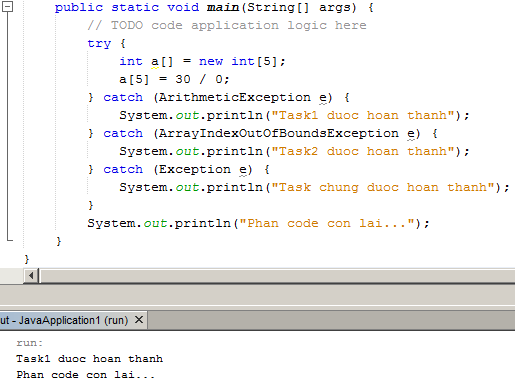 public static void main(String[] args) {
// TODO code application logic here
try {
int a[] = new int[5];
a[5] = 30 / 0;
} catch (ArithmeticException e) {
System.out.println("Task1 duoc hoan thanh");
} catch (ArrayIndexOutOfBoundsException e) {
System.out.println("Task2 duoc hoan thanh");
} catch (Exception e) {
System.out.println("Task chung duoc hoan thanh");
}
System.out.println("Phan code con lai...");
}
}
ut - JavaApplication1 (run) ×
run:
Task1 duoc hoan thanh
Phan code con lai...